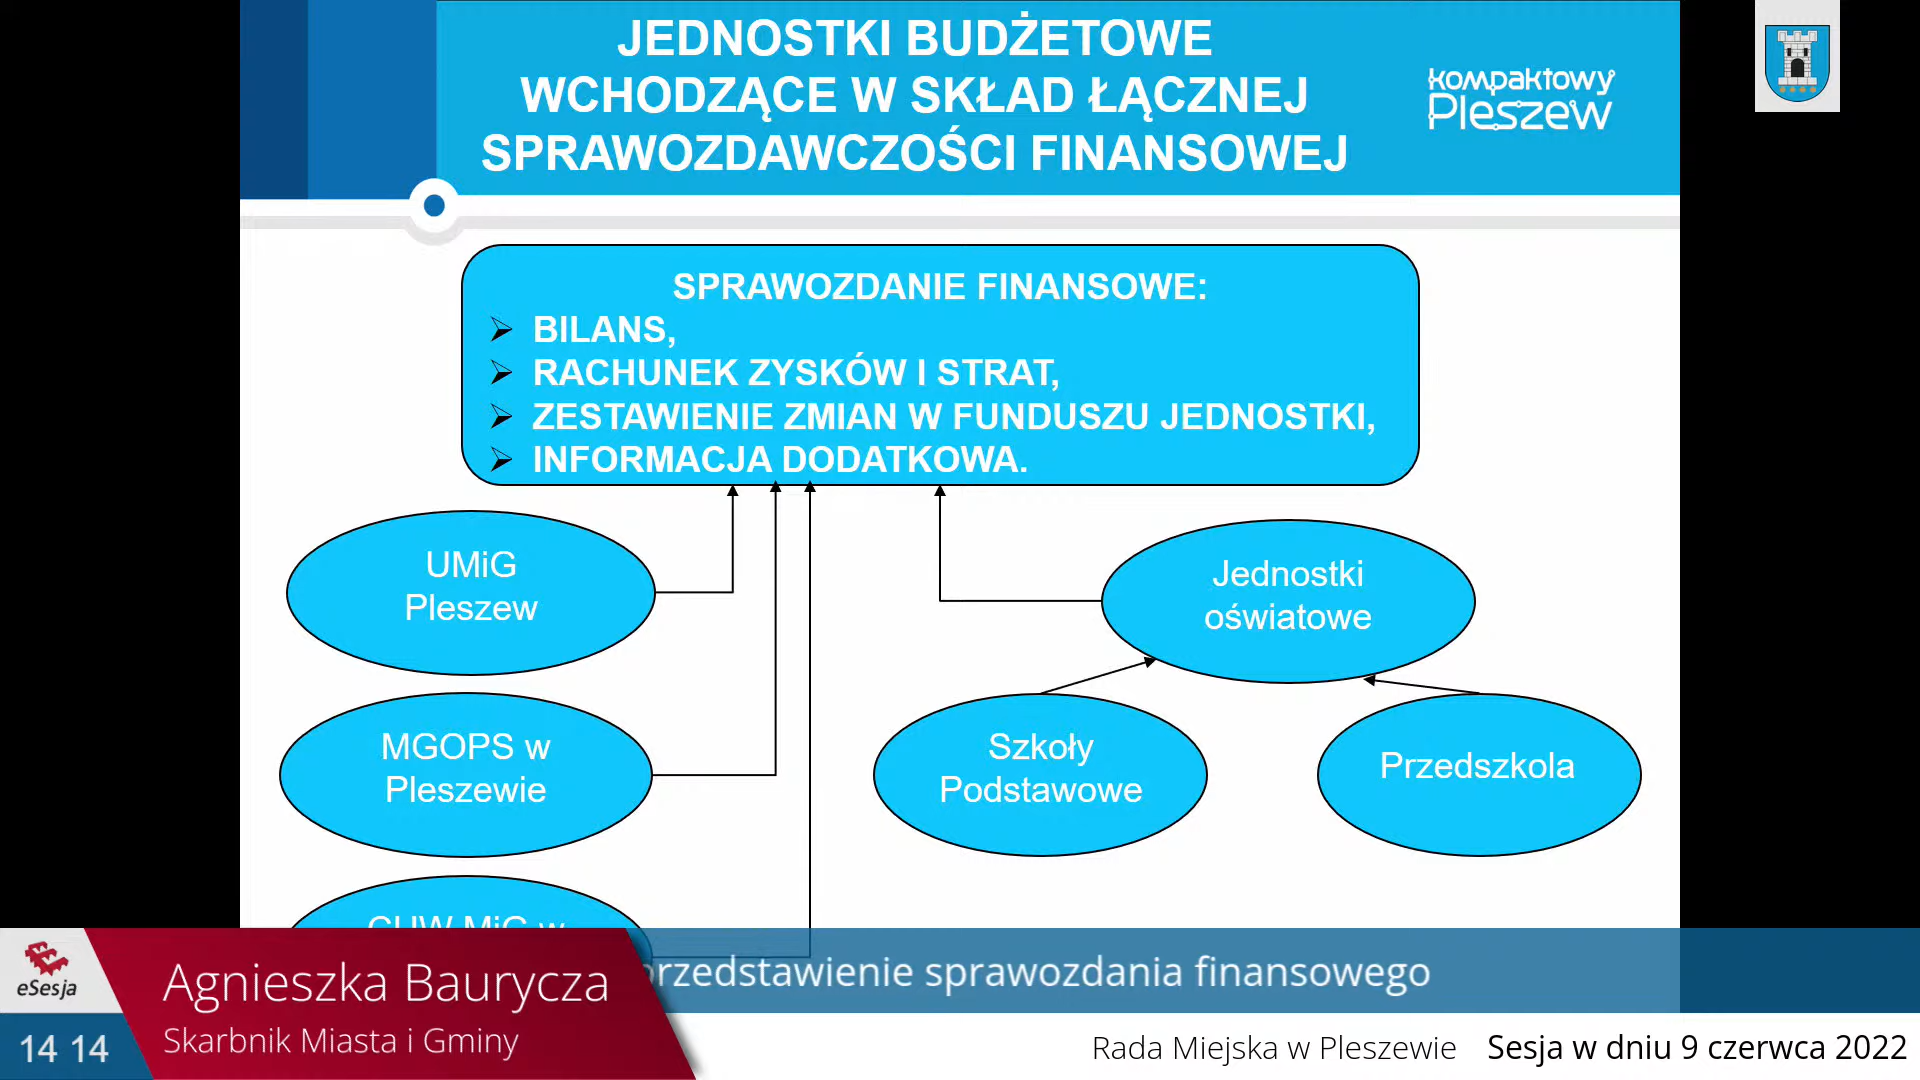 JEDNOSTKI BUDŻETOWE
WCHODZĄCE W SKŁAD ŁĄCZNEJ
SPRAWOZDAWCZOŚCI FINANSOWEJ
kompaktowy
Pleszew
SPRAWOZDANIE FINANSOWE:
BILANS,
RACHUNEK ZYSKÓW I STRAT,
ZESTAWIENIE ZMIAN W FUNDUSZU JEDNOSTKI,
INFORMACJA DODATKOWA.
UMiG
Pleszew
Jednostki
oświatowe
MGOPS w
Pleszewie
Szkoły
Podstawowe
Przedszkola
MiG w
sprawozdania finansowego
eSesja
Agnieszka Baurycza
Skarbnik Miasta i Gminy
14 14
Rada Miejska w Pleszewie Sesja w dniu 9 czerwca 2022